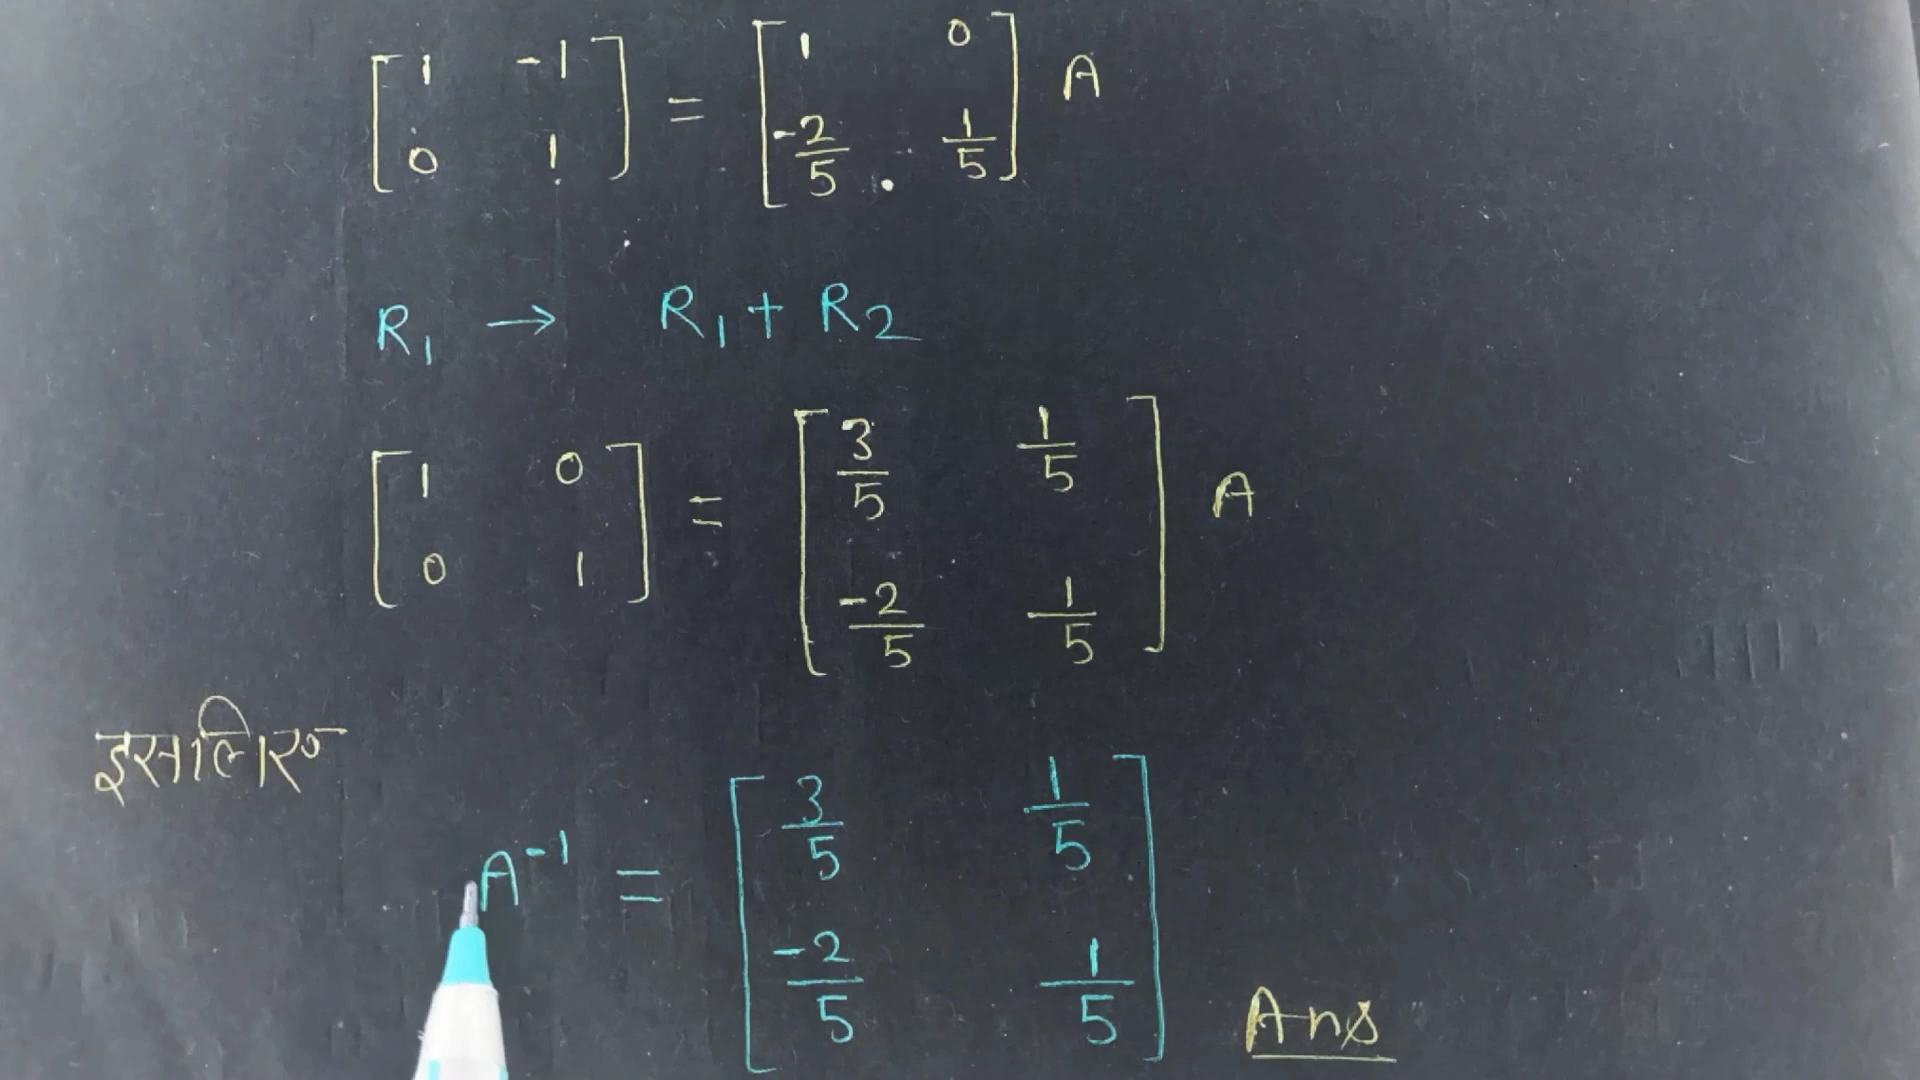 [1 -1
0 1] = [1 0
-2/5 1/5] A
R₁ → R₁ + R₂
[1 0
0 1] = [3/5 1/5
-2/5 1/5] A
इसलिए
A⁻¹ = [3/5 1/5
-2/5 1/5] Ans